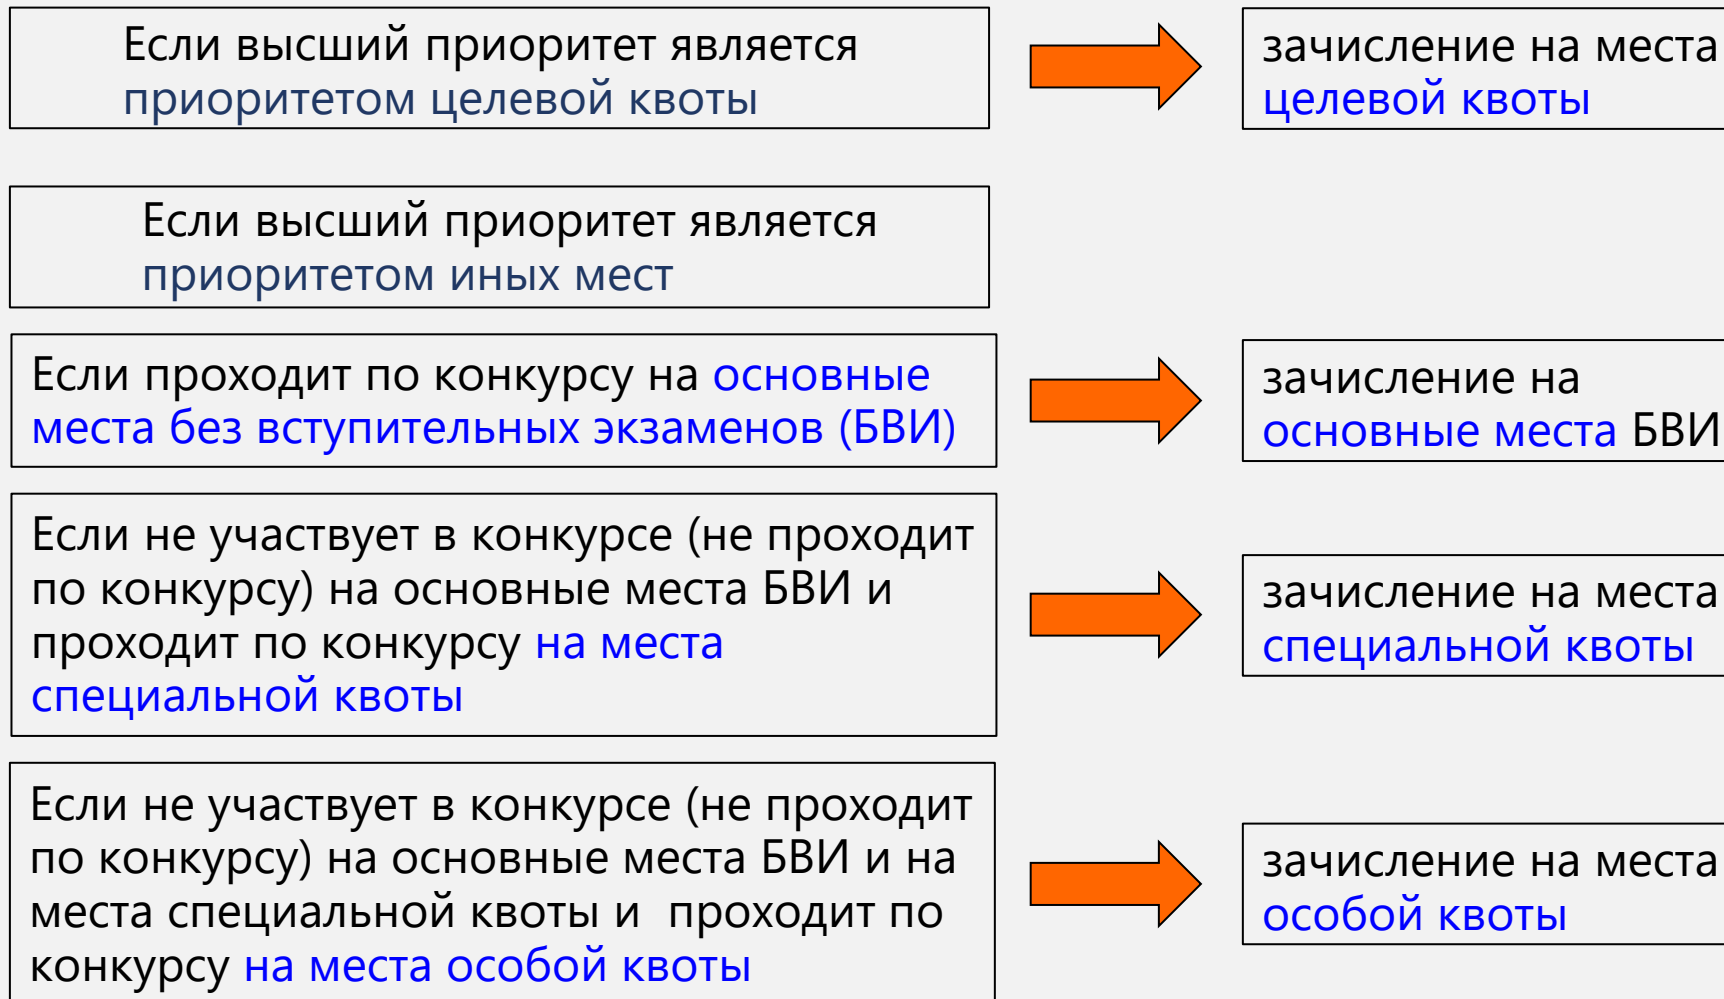 Если высший приоритет является
приоритетом целевой квоты
зачисление на места
целевой квоты
Если высший приоритет является
приоритетом иных мест
Если проходит по конкурсу на основные
места без вступительных экзаменов (БВИ)
зачисление на
основные места БВИ
Если не участвует в конкурсе (не проходит
по конкурсу) на основные места БВИ и
проходит по конкурсу на места
специальной квоты
зачисление на места
специальной квоты
Если не участвует в конкурсе (не проходит
по конкурсу) на основные места БВИ и на
места специальной квоты и проходит по
конкурсу на места особой квоты
зачисление на места
особой квоты